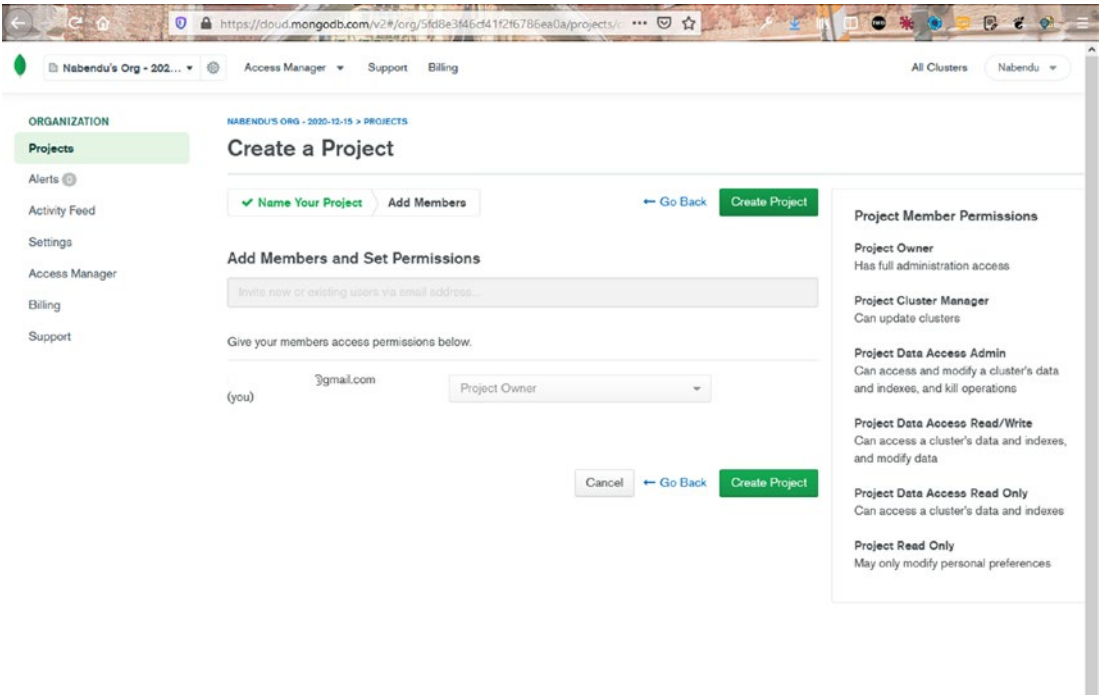 https://cloud.mongodb.com/v2#/org/5fd8e3f46cf41f2f6786ea0a/projects/c
Nabendu's Org - 202...
Access Manager
Support
Billing
All Clusters
Nabendu
ORGANIZATION
Projects
Alerts 0
Activity Feed
Settings
Access Manager
Billing
Support
NABENDU'S ORG - 2020-12-15 > PROJECTS
Create a Project
✔ Name Your Project
Add Members
← Go Back
Create Project
Add Members and Set Permissions
Invite new or existing users via email address...
Give your members access permissions below.
@gmail.com
(you)
Project Owner
Cancel
← Go Back
Create Project
Project Member Permissions
Project Owner
Has full administration access
Project Cluster Manager
Can update clusters
Project Data Access Admin
Can access and modify a cluster's data
and indexes, and kill operations
Project Data Access Read/Write
Can access a cluster's data and indexes,
and modify data
Project Data Access Read Only
Can access a cluster's data and indexes
Project Read Only
May only modify personal preferences